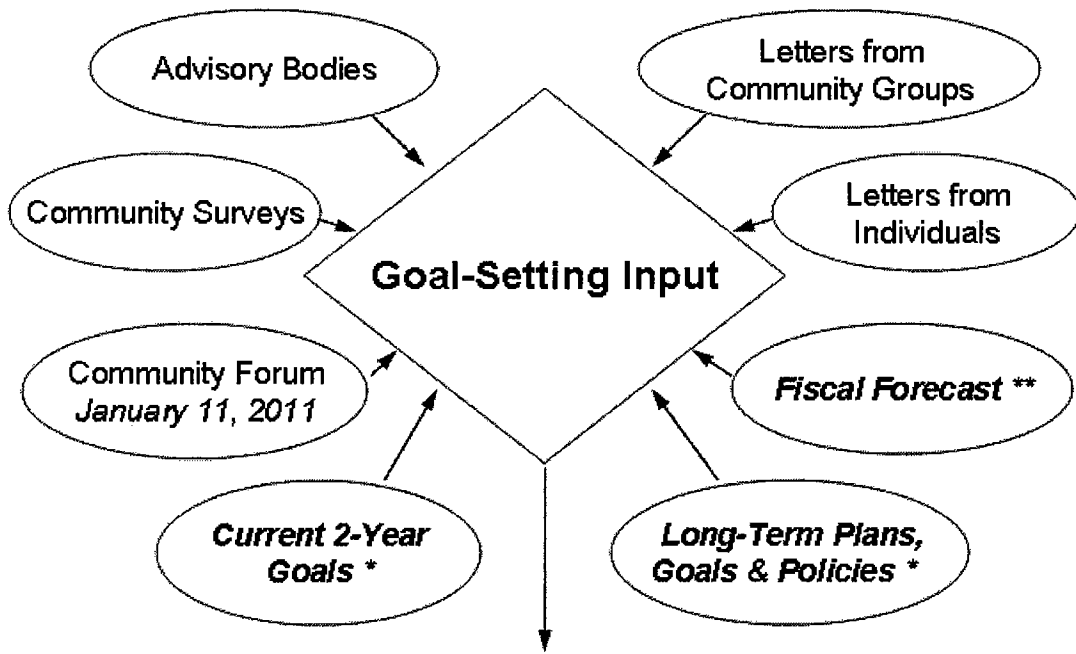 Advisory Bodies
Letters from
Community Groups
Community Surveys
Letters from
Individuals
Goal-Setting Input
Community Forum
January 11, 2011
Fiscal Forecast **
Current 2-Year
Goals *
Long-Term Plans,
Goals & Policies *